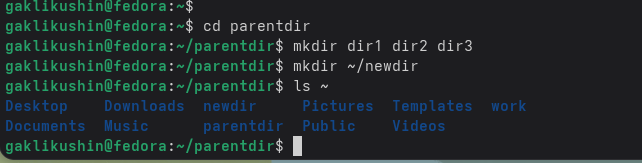 gaklikushin@fedora:~$
gaklikushin@fedora:~$ cd parentdir
gaklikushin@fedora:~/parentdir$ mkdir dir1 dir2 dir3
gaklikushin@fedora:~/parentdir$ mkdir ~/newdir
gaklikushin@fedora:~/parentdir$ ls ~
Desktop Downloads newdir Pictures Templates work
Documents Music parentdir Public Videos
gaklikushin@fedora:~/parentdir$